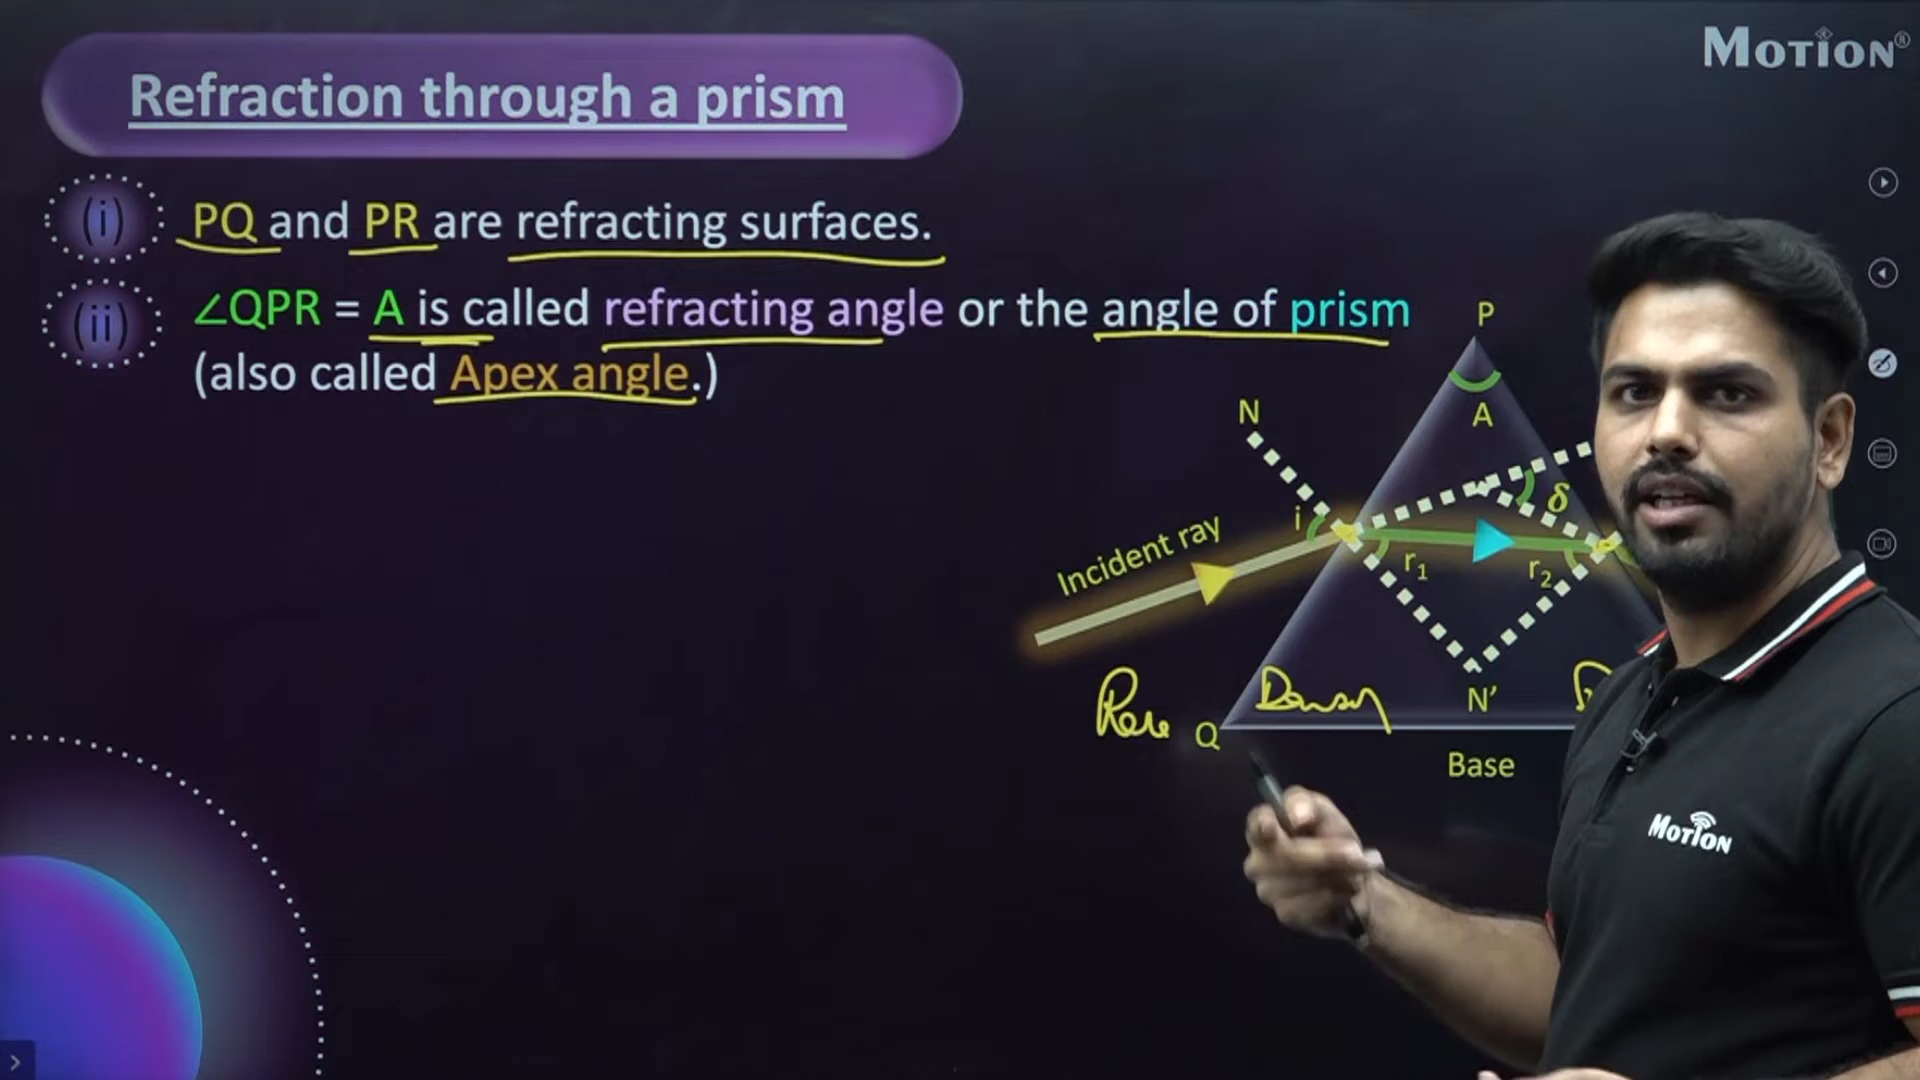 MOTION®
Refraction through a prism
(i) PQ and PR are refracting surfaces.
(ii) ∠QPR = A is called refracting angle or the angle of prism
(also called Apex angle.)
P
A
N
δ
i
Incident ray
r₁
r₂
N'
Rare
Q
Base
MOTION